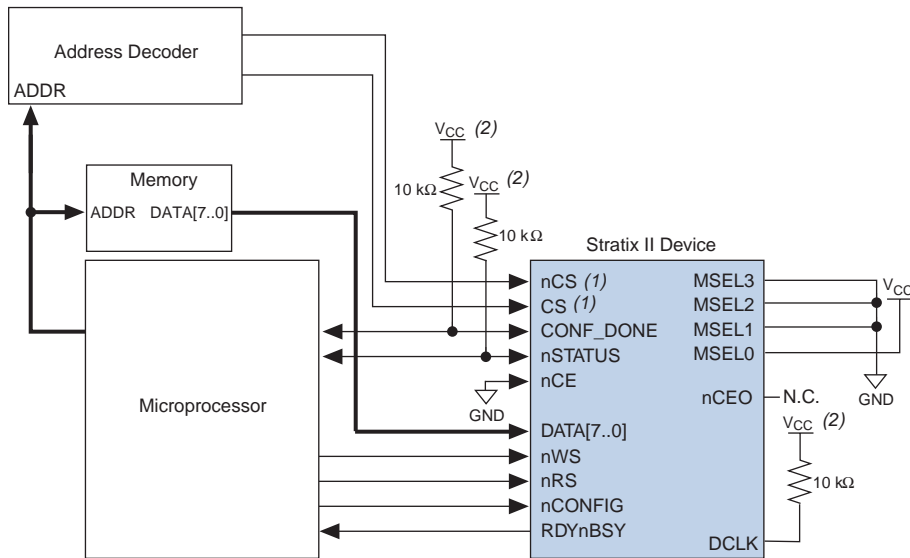 Address Decoder
ADDR
VCC (2)
VCC (2)
Memory
10 kΩ
ADDR DATA[7..0]
10 kΩ
Stratix II Device
nCS (1) MSEL3
VCC
CS (1) MSEL2
CONF_DONE MSEL1
nSTATUS MSEL0
nCE
GND
GND
nCEO N.C.
Microprocessor
VCC (2)
DATA[7..0]
nWS
nRS
10 kΩ
nCONFIG
RDYnBSY
DCLK